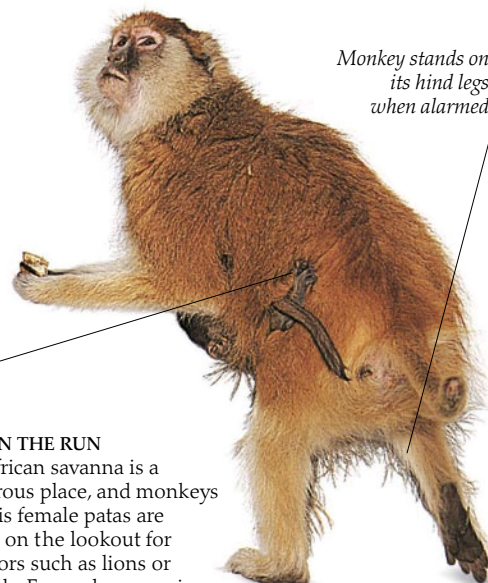 Monkey stands on
its hind legs
when alarmed
N THE RUN
frican savanna is a
rous place, and monkeys
is female patas are
on the lookout for
ors such as lions or